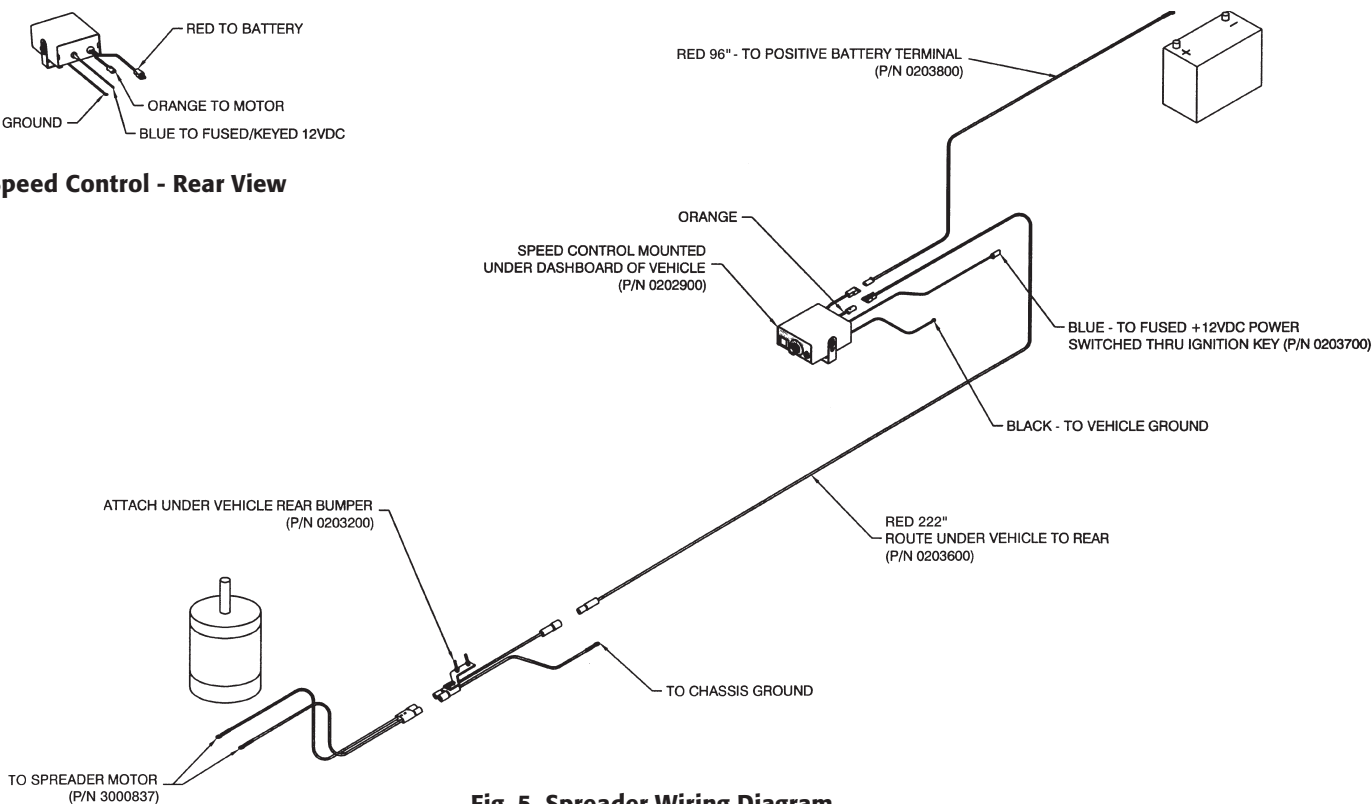 RED TO BATTERY
ORANGE TO MOTOR
GROUND
BLUE TO FUSED/KEYED 12VDC
peed Control - Rear View
RED 96" - TO POSITIVE BATTERY TERMINAL
(P/N 0203800)
+
-
ORANGE
SPEED CONTROL MOUNTED
UNDER DASHBOARD OF VEHICLE
(P/N 0202900)
BLUE - TO FUSED +12VDC POWER
SWITCHED THRU IGNITION KEY (P/N 0203700)
BLACK - TO VEHICLE GROUND
ATTACH UNDER VEHICLE REAR BUMPER
(P/N 0203200)
RED 222"
ROUTE UNDER VEHICLE TO REAR
(P/N 0203600)
TO CHASSIS GROUND
TO SPREADER MOTOR
(P/N 3000837)
Fig. 5 Spreader Wiring Diagram